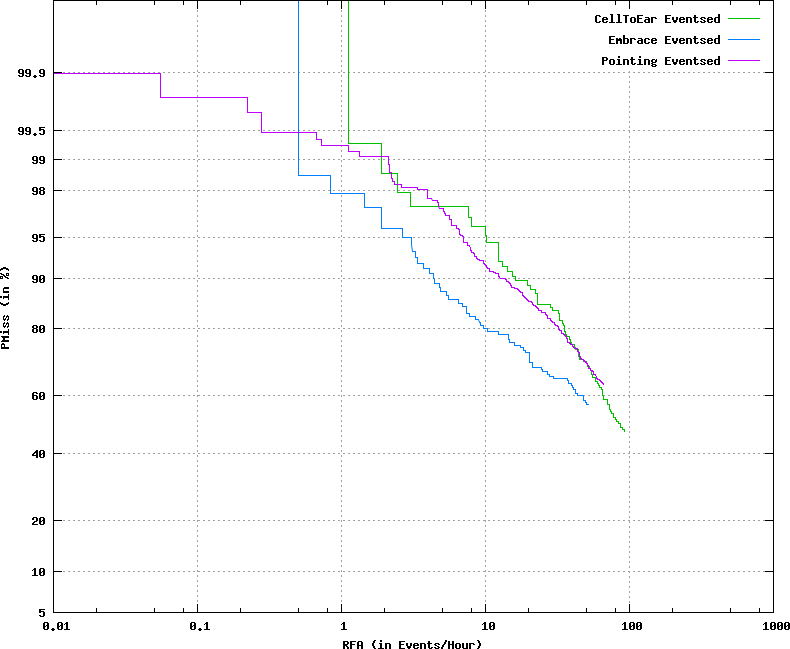 CellToEar Eventsed
Embrace Eventsed
Pointing Eventsed
99.9
99.5
99
98
95
90
80
60
40
20
10
5
PMiss (in %)
0.01 0.1 1 10 100 1000
RFA (in Events/Hour)